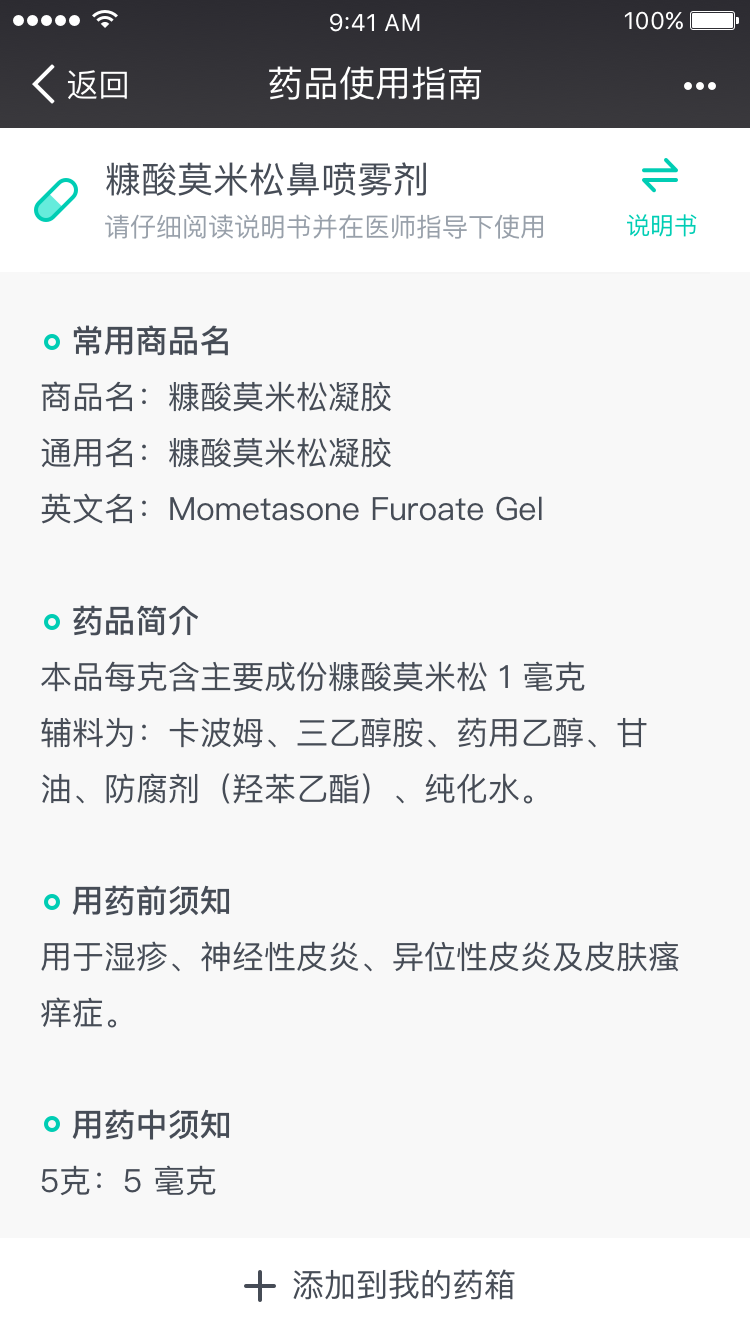 9:41 AM
100%
返回
药品使用指南
糠酸莫米松鼻喷雾剂
请仔细阅读说明书并在医师指导下使用
说明书
常用商品名
商品名：糠酸莫米松凝胶
通用名：糠酸莫米松凝胶
英文名：Mometasone Furoate Gel
药品简介
本品每克含主要成份糠酸莫米松 1 毫克
辅料为：卡波姆、三乙醇胺、药用乙醇、甘
油、防腐剂（羟苯乙酯）、纯化水。
用药前须知
用于湿疹、神经性皮炎、异位性皮炎及皮肤瘙
痒症。
用药中须知
5克：5 毫克
添加到我的药箱